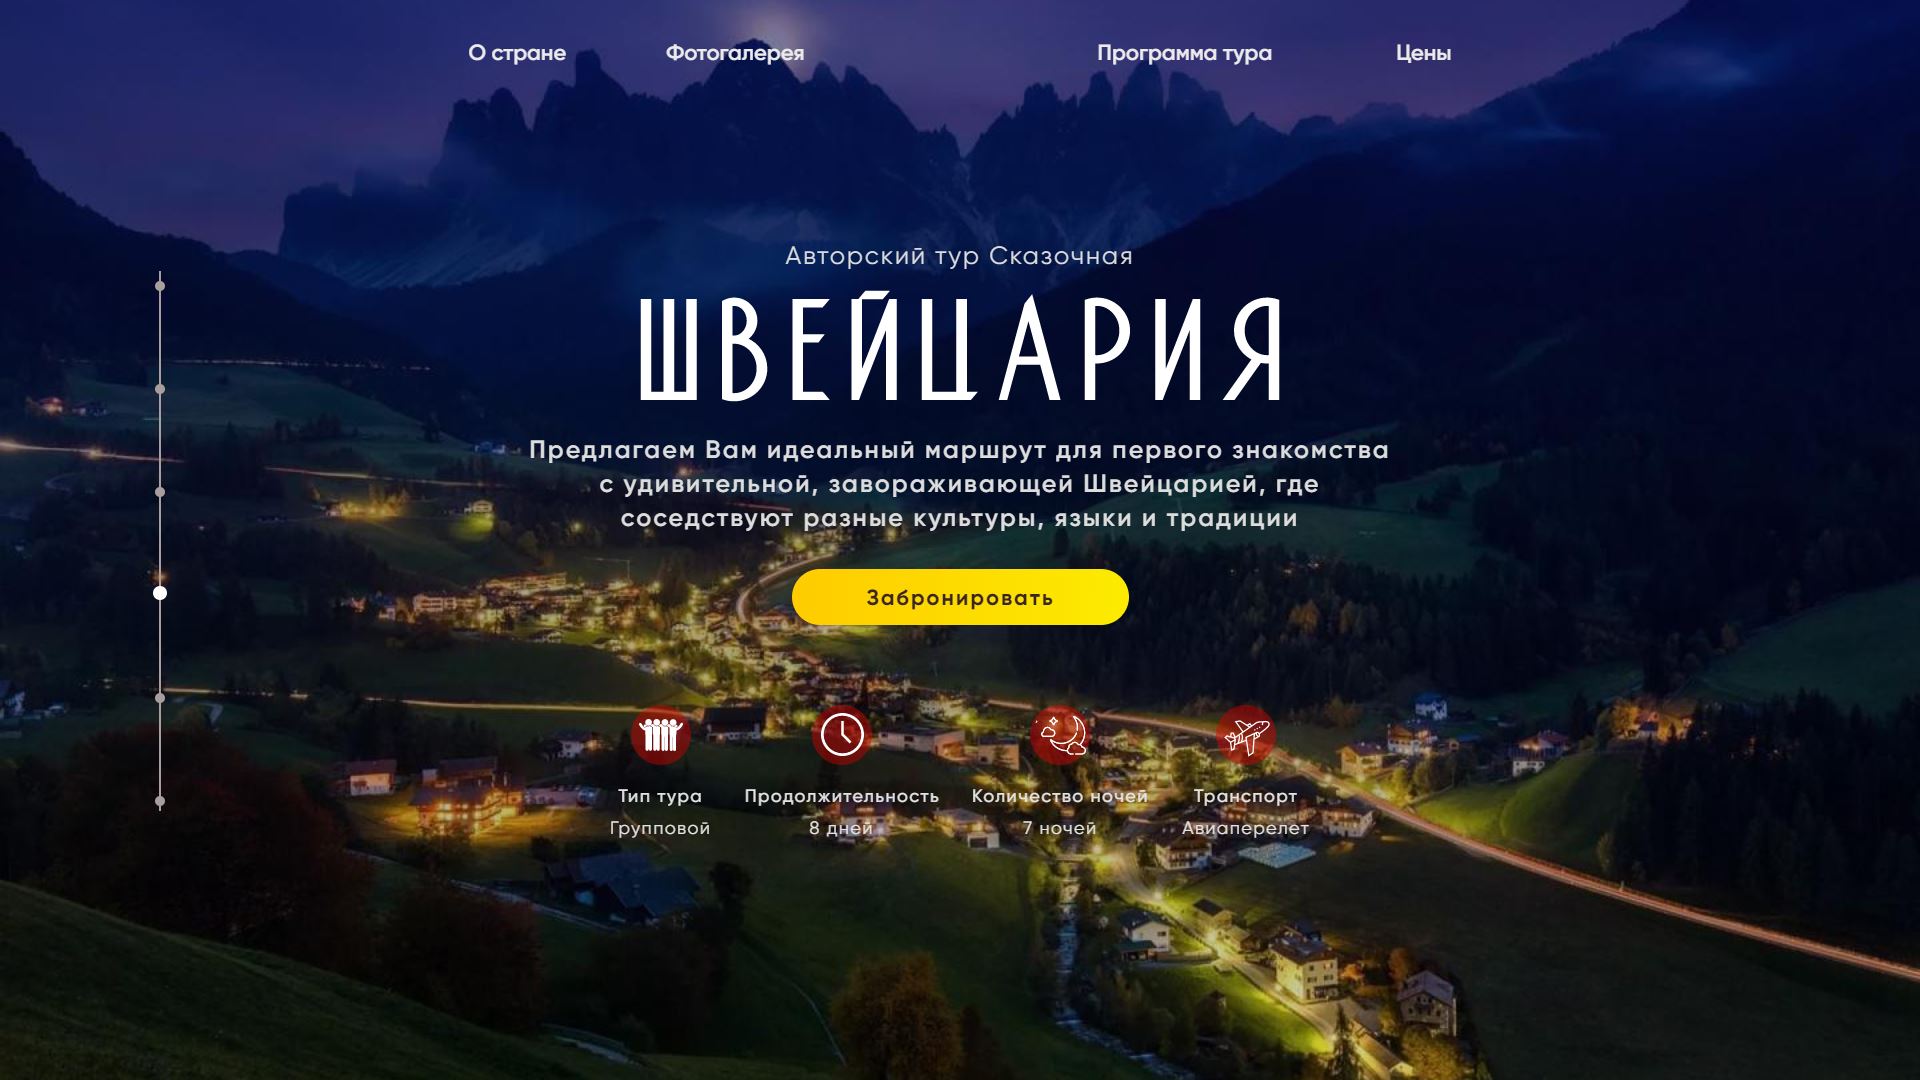 О стране
Фотогалерея
Программа тура
Цены
Авторский тур Сказочная
ШВЕЙЦАРИЯ
Предлагаем Вам идеальный маршрут для первого знакомства
с удивительной, завораживающей Швейцарией, где
соседствуют разные культуры, языки и традиции
Забронировать
Тип тура
Групповой
Продолжительность
8 дней
Количество ночей
7 ночей
Транспорт
Авиаперелет